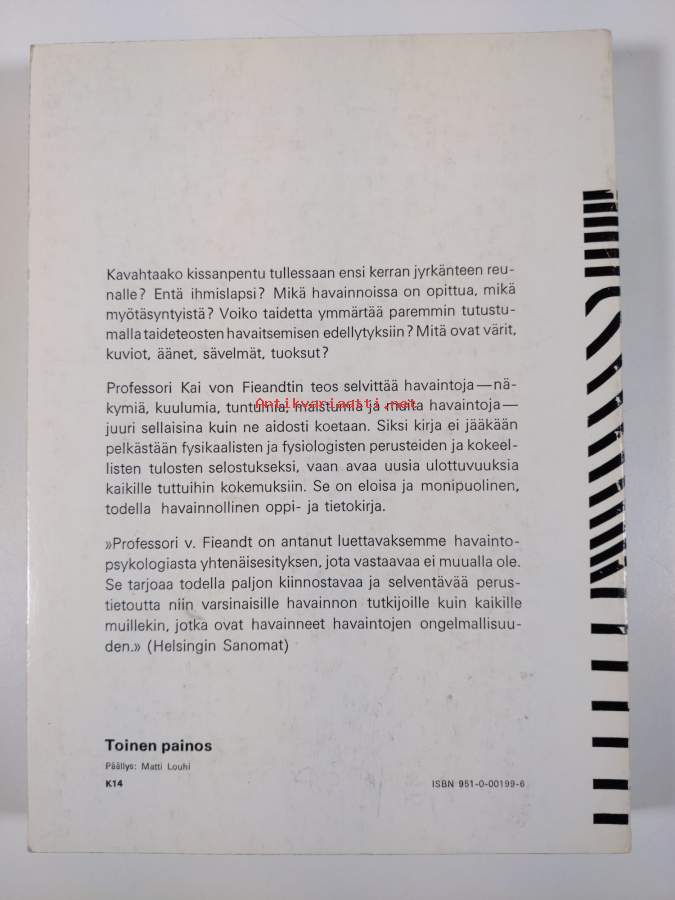 Kavahtaako kissanpentu tullessaan ensi kerran jyrkänteen reu-
nalle? Entä ihmislapsi? Mikä havainnoissa on opittua, mikä
myötäsyntyistä? Voiko taidetta ymmärtää paremmin tutustu-
malla taideteosten havaitsemisen edellytyksiin? Mitä ovat värit,
kuviot, äänet, sävelmät, tuoksut?
Professori Kai von Fieandtin teos selvittää havaintoja—nä-
kymiä, kuulumia, tuntumia, maistumia ja muita havaintoja—
Antikvariaatti.net
juuri sellaisina kuin ne aidosti koetaan. Siksi kirja ei jääkään
pelkästään fysikaalisten ja fysiologisten perusteiden ja kokeel-
listen tulosten selostukseksi, vaan avaa uusia ulottuvuuksia
kaikille tuttuihin kokemuksiin. Se on eloisa ja monipuolinen,
todella havainnollinen oppi- ja tietokirja.
»Professori v. Fieandt on antanut luettavaksemme havainto-
psykologiasta yhtenäisesityksen, jota vastaavaa ei muualla ole.
Se tarjoaa todella paljon kiinnostavaa ja selventävää perus-
tietoutta niin varsinaisille havainnon tutkijoille kuin kaikille
muillekin, jotka ovat havainneet havaintojen ongelmallisuu-
den.» (Helsingin Sanomat)
Toinen painos
Päällys: Matti Louhi
K14
ISBN 951-0-00199-6